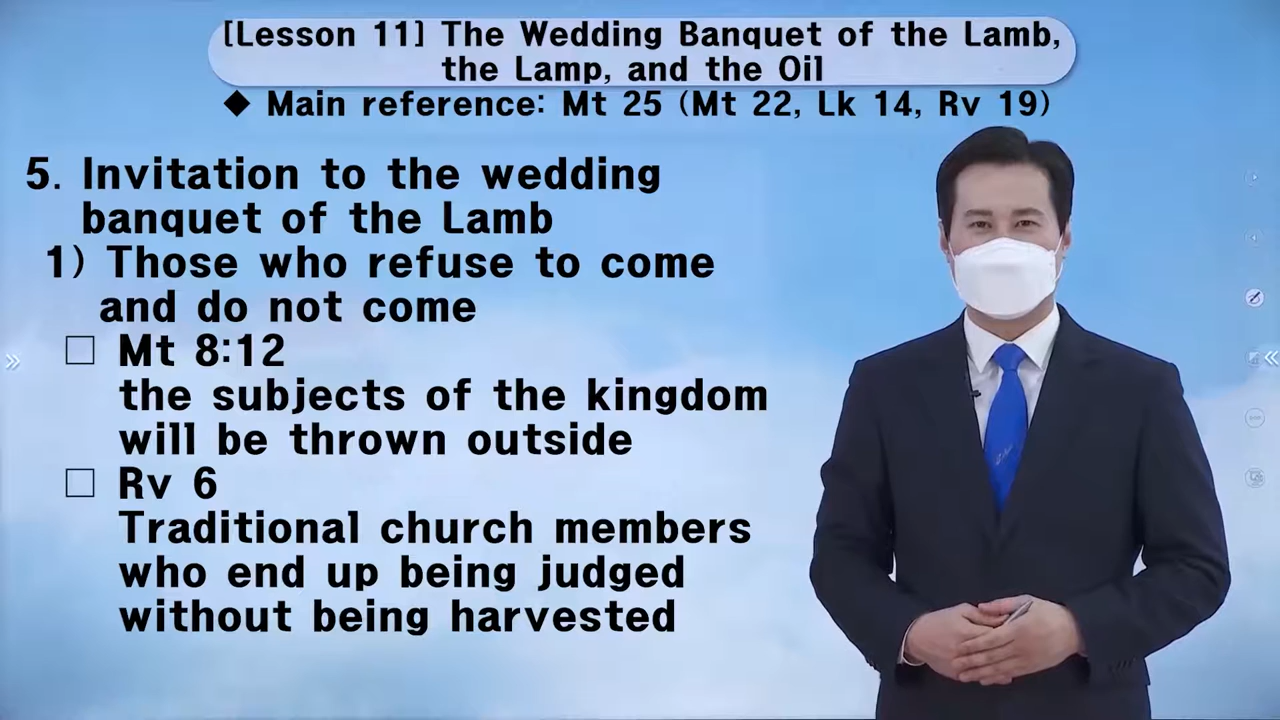 [Lesson 11] The Wedding Banquet of the Lamb,
the Lamp, and the Oil
◆ Main reference: Mt 25 (Mt 22, Lk 14, Rv 19)
5. Invitation to the wedding
banquet of the Lamb
1) Those who refuse to come
and do not come
□ Mt 8:12
the subjects of the kingdom
will be thrown outside
□ Rv 6
Traditional church members
who end up being judged
without being harvested